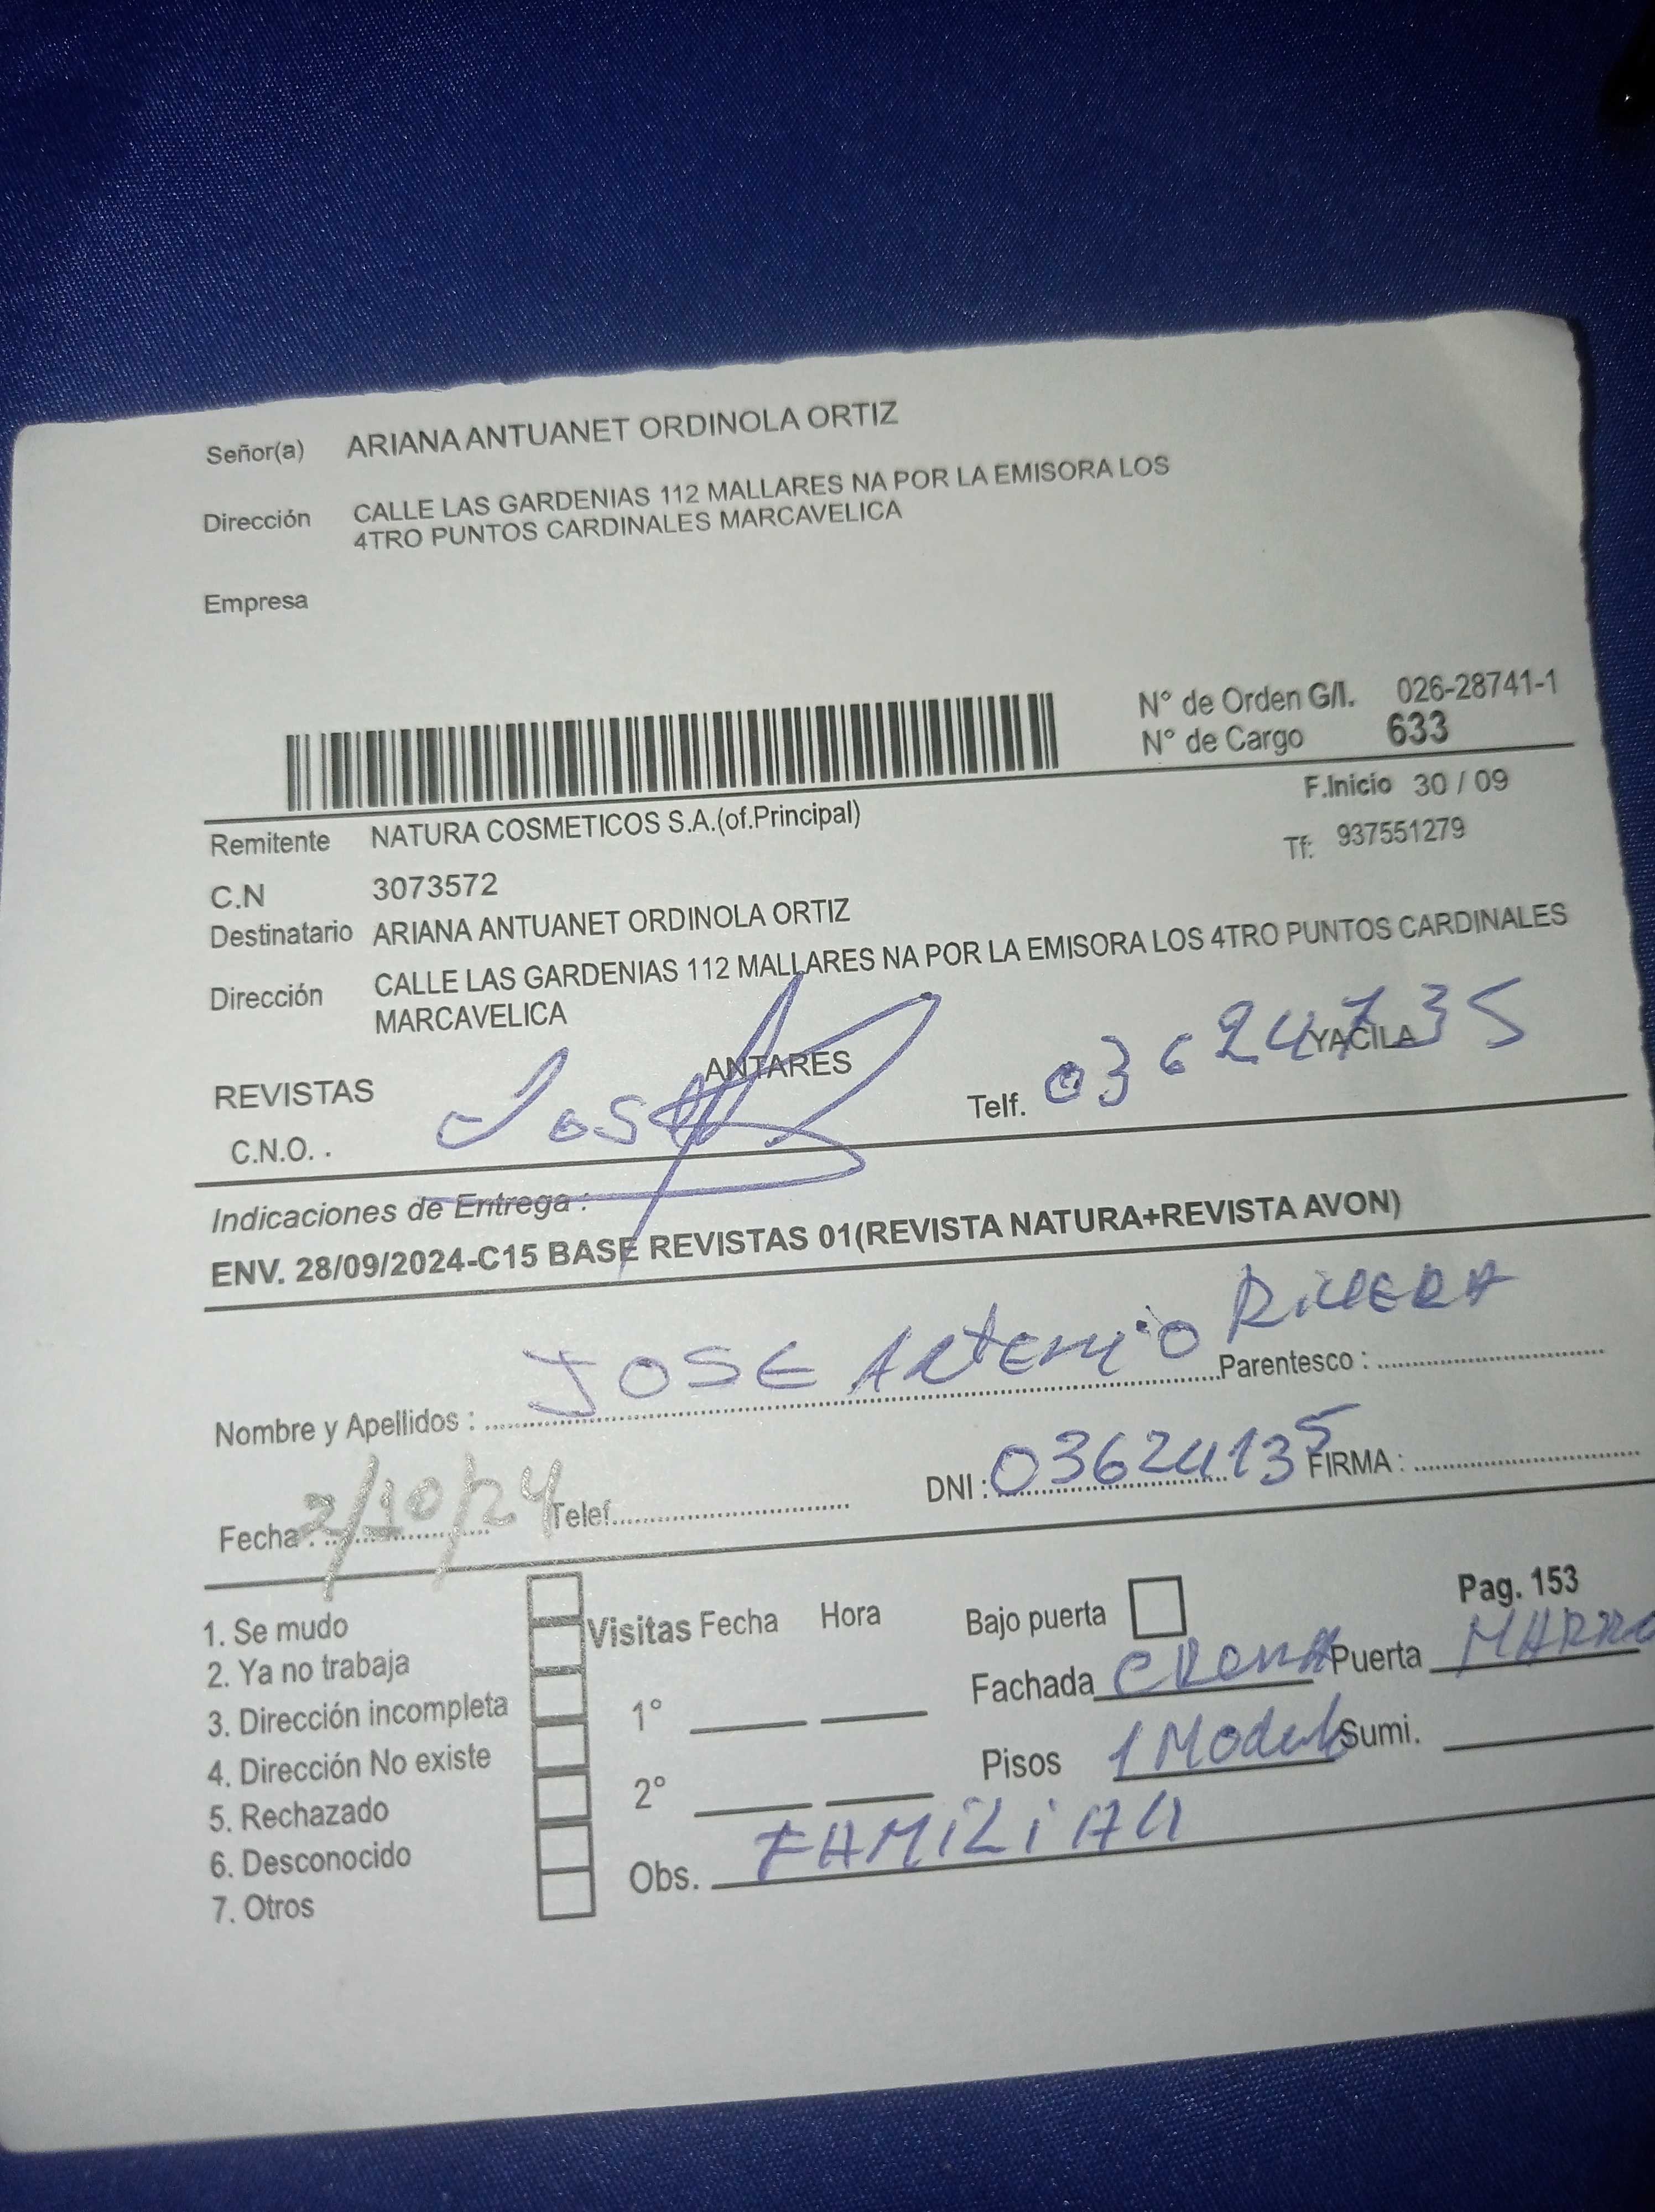 Señor(a) ARIANA ANTUANET ORDINOLA ORTIZ
Dirección CALLE LAS GARDENIAS 112 MALLARES NA POR LA EMISORA LOS
4TRO PUNTOS CARDINALES MARCAVELICA
Empresa
N° de Orden G/I. 026-28741-1
N° de Cargo 633
F.Inicio 30 / 09
Remitente NATURA COSMETICOS S.A.(of.Principal)
Tf: 937551279
C.N 3073572
Destinatario ARIANA ANTUANET ORDINOLA ORTIZ
Dirección CALLE LAS GARDENIAS 112 MALLARES NA POR LA EMISORA LOS 4TRO PUNTOS CARDINALES
MARCAVELICA
REVISTAS ANTARES YACILA
C.N.O. . Jose Telf. 03624735
Indicaciones de Entrega :
ENV. 28/09/2024-C15 BASE REVISTAS 01(REVISTA NATURA+REVISTA AVON)
Nombre y Apellidos : JOSE ARTEMIO RIVERA Parentesco :
Fecha : 2/10/24 Telef. DNI : 03624135 FIRMA :
Pag. 153
1. Se mudo Visitas Fecha Hora Bajo puerta
2. Ya no trabaja Fachada CREMA Puerta
3. Dirección incompleta 1°
4. Dirección No existe Pisos 1 Modulo Sumi.
5. Rechazado 2°
6. Desconocido Obs. FAMILIAR
7. Otros